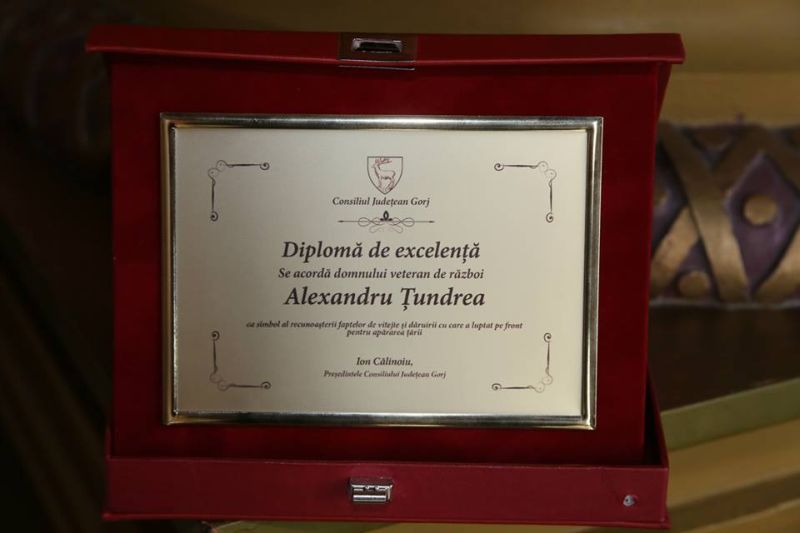 Consiliul Județean Gorj
Diplomă de excelență
Se acordă domnului veteran de război
Alexandru Țundrea
ca simbol al recunoașterii faptelor de vitejte și dăruirii cu care a luptat pe front
pentru apărarea țării
Ion Călinoiu,
Președintele Consiliului Județean Gorj